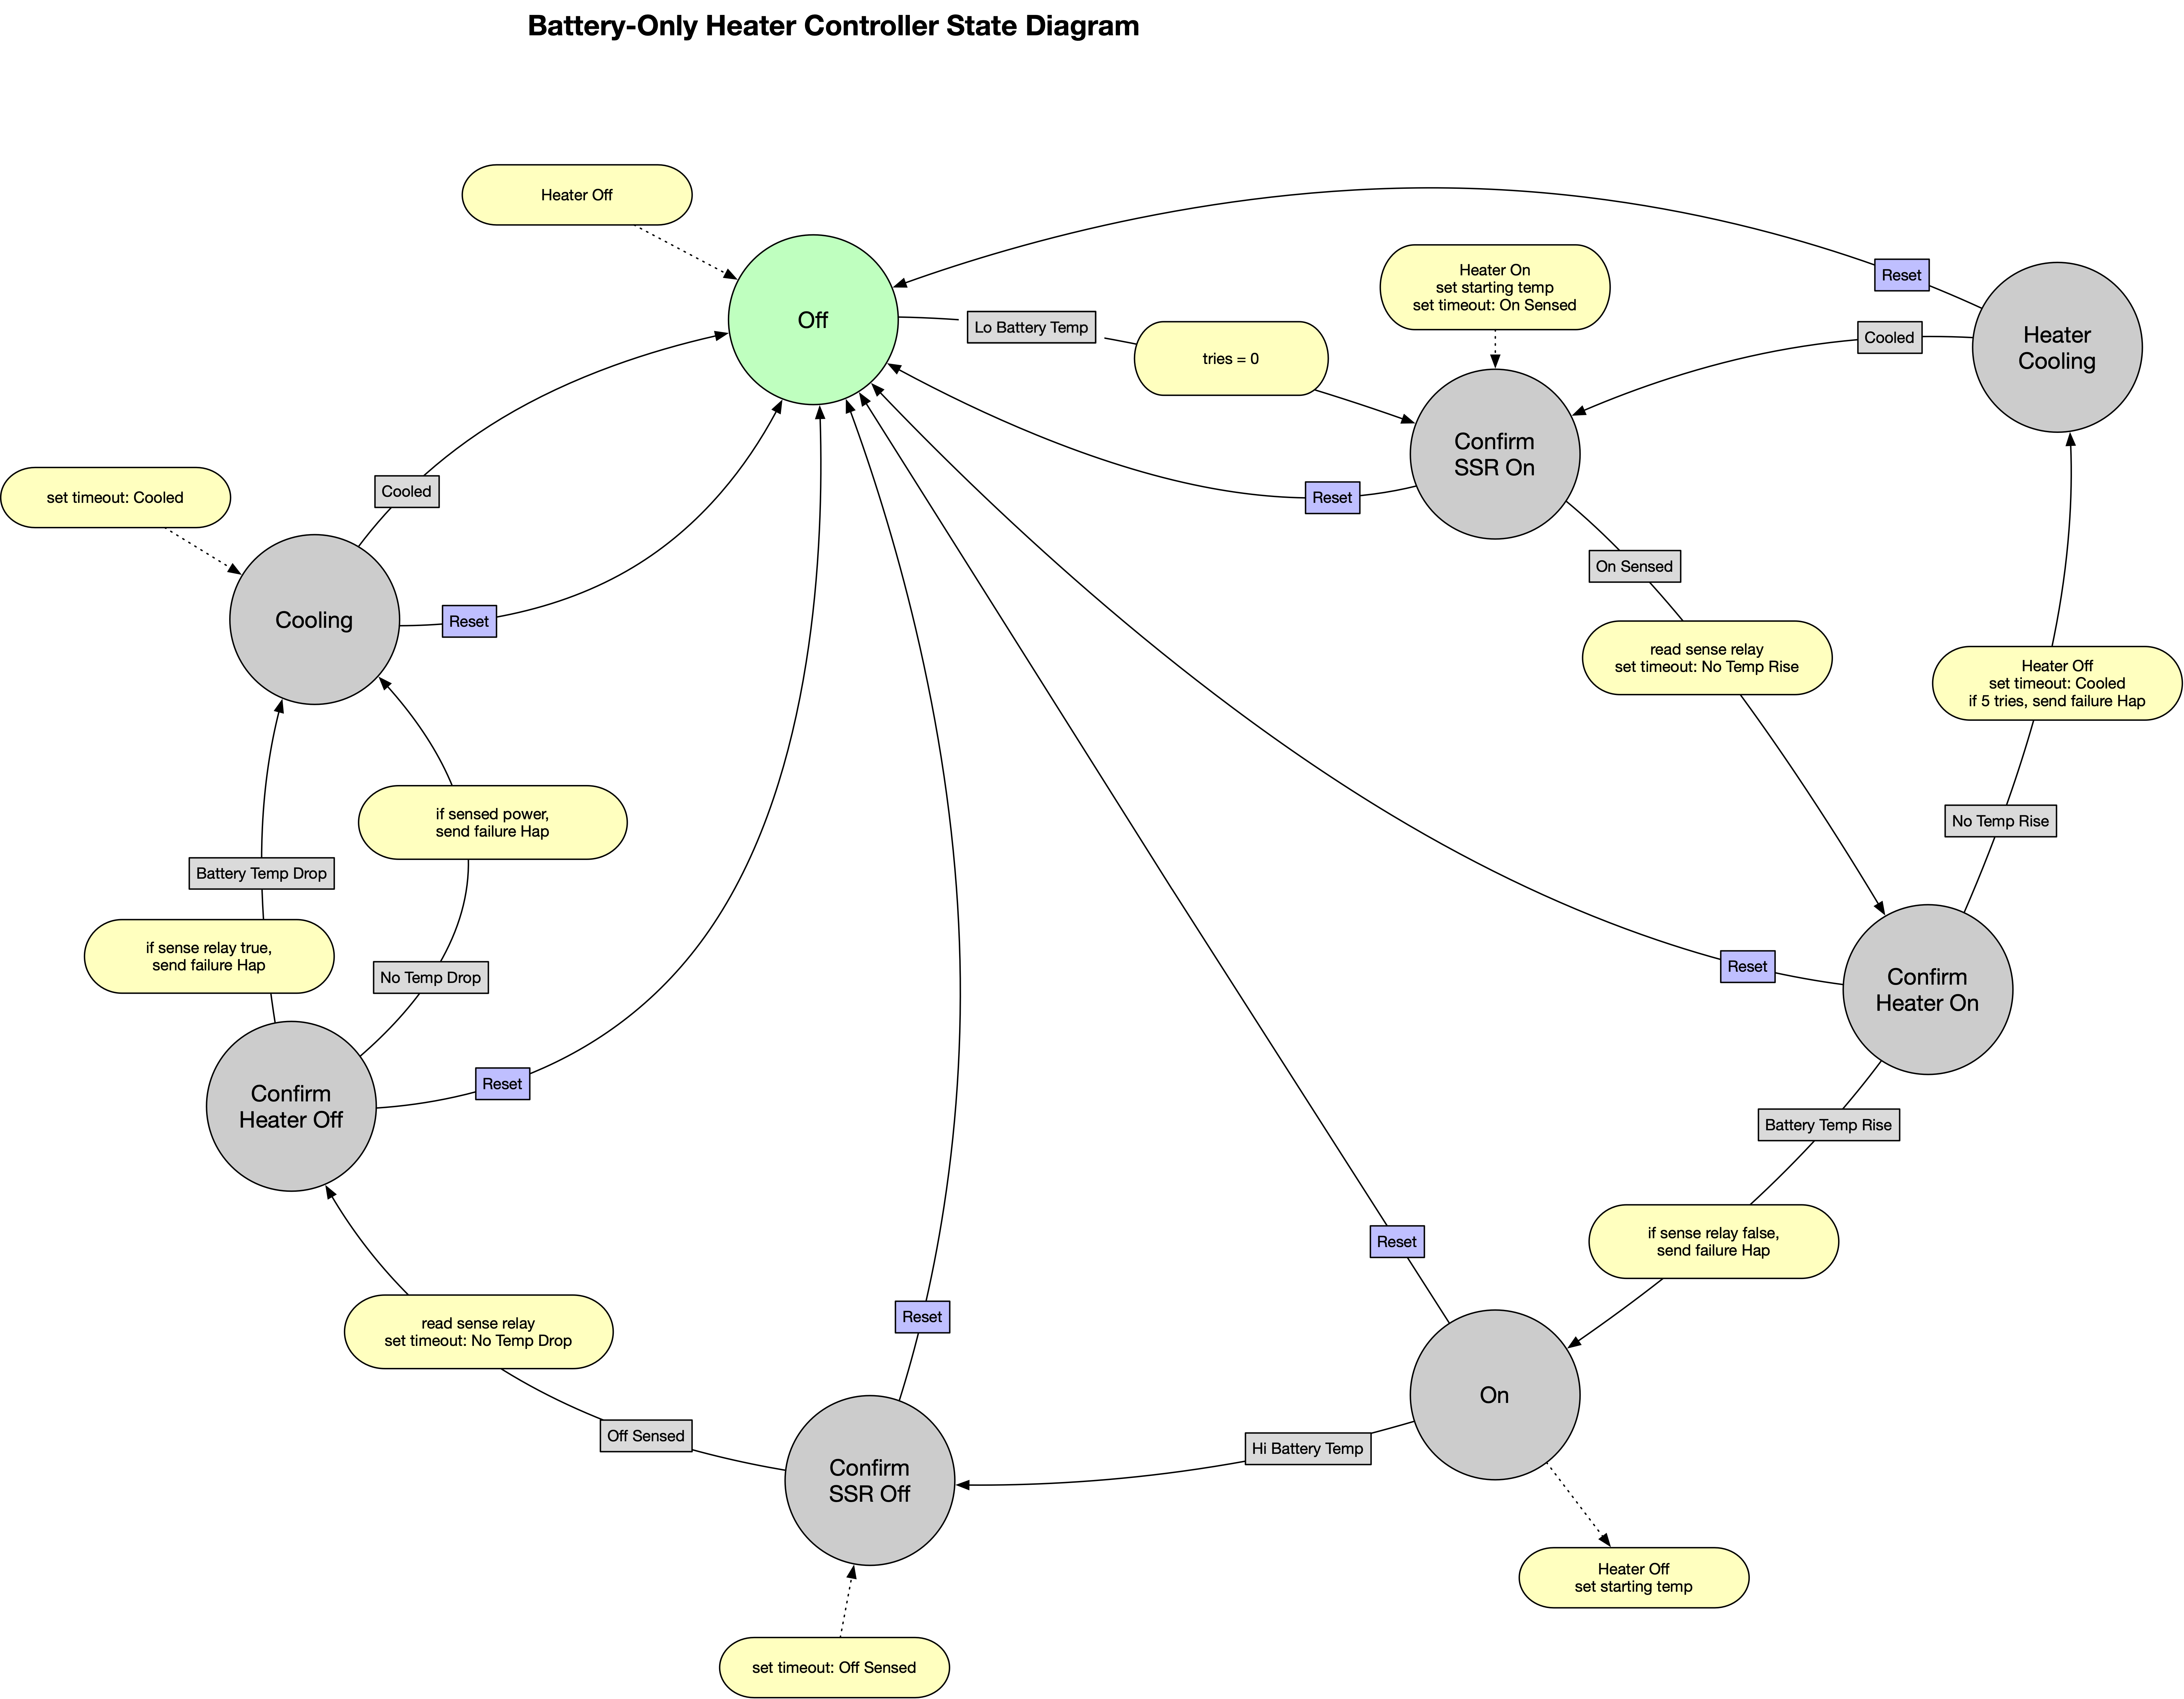 Battery-Only Heater Controller State Diagram
Heater Off
Off
Lo Battery Temp
tries = 0
Heater On
set starting temp
set timeout: On Sensed
Reset
Cooled
Heater
Cooling
Confirm
SSR On
Reset
On Sensed
read sense relay
set timeout: No Temp Rise
Heater Off
set timeout: Cooled
if 5 tries, send failure Hap
No Temp Rise
Cooled
set timeout: Cooled
Cooling
Reset
if sensed power,
send failure Hap
Battery Temp Drop
if sense relay true,
send failure Hap
No Temp Drop
Reset
Confirm
Heater On
Confirm
Heater Off
Reset
Battery Temp Rise
if sense relay false,
send failure Hap
Reset
Reset
read sense relay
set timeout: No Temp Drop
On
Off Sensed
Hi Battery Temp
Confirm
SSR Off
Heater Off
set starting temp
set timeout: Off Sensed